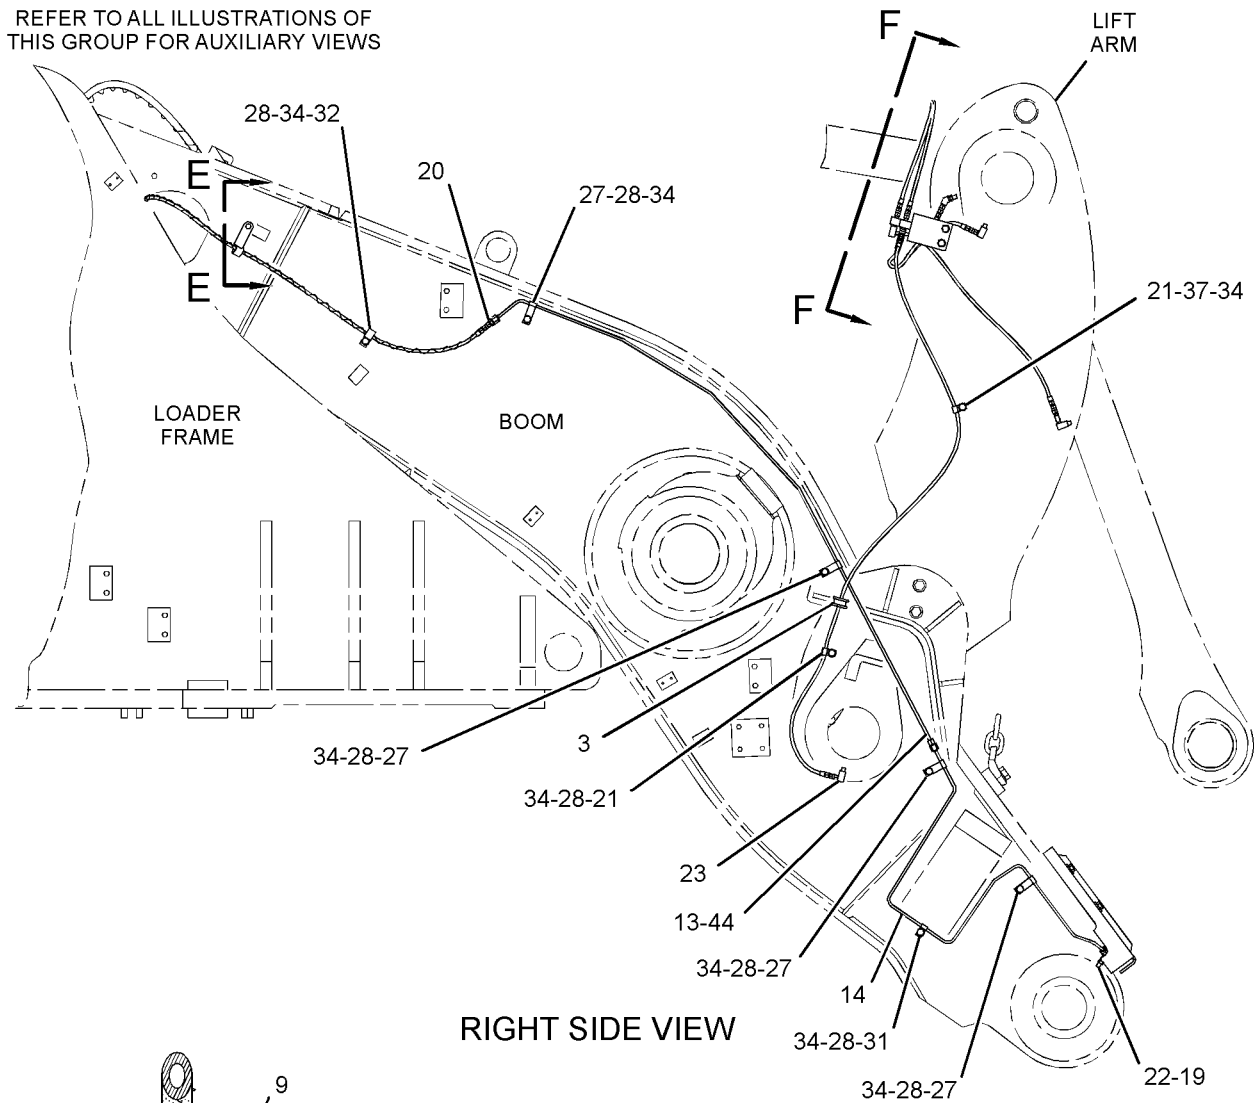 REFER TO ALL ILLUSTRATIONS OF
THIS GROUP FOR AUXILIARY VIEWS
F
LIFT
ARM
28-34-32
E
20
27-28-34
E
F
21-37-34
LOADER
FRAME
BOOM
34-28-27
3
34-28-21
23
13-44
34-28-27
14
RIGHT SIDE VIEW
34-28-31
34-28-27
22-19
9